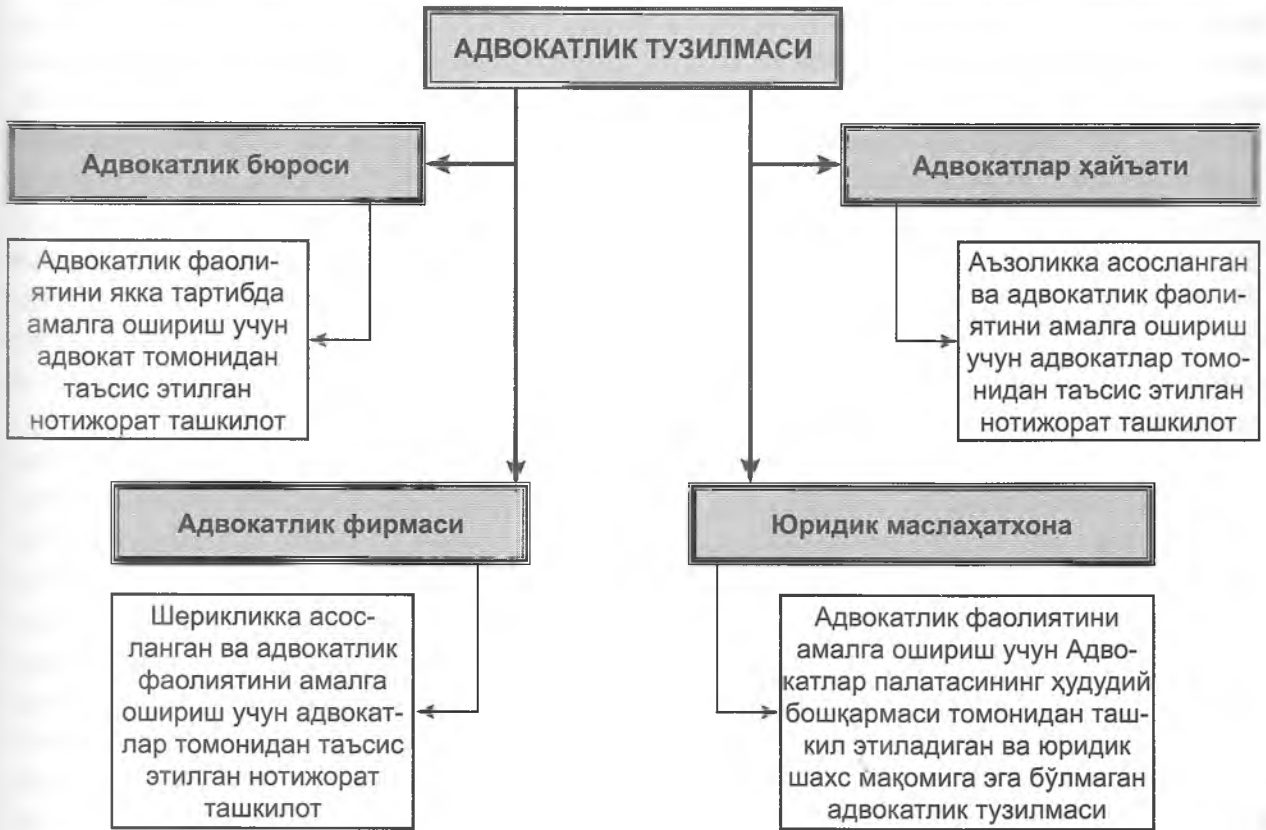 АДВОКАТЛИК ТУЗИЛМАСИ
Адвокатлик бюроси
Адвокатлар ҳайъати
Адвокатлик фаоли-
ятини якка тартибда
амалга ошириш учун
адвокат томонидан
таъсис этилган
нотижорат ташкилот
Аъзоликка асосланган
ва адвокатлик фаоли-
ятини амалга ошириш
учун адвокатлар томо-
нидан таъсис этилган
нотижорат ташкилот
Адвокатлик фирмаси
Юридик маслаҳатхона
Шерикликка асос-
ланган ва адвокатлик
фаолиятини амалга
ошириш учун адвокат-
лар томонидан таъсис
этилган нотижорат
ташкилот
Адвокатлик фаолиятини
амалга ошириш учун Адво-
катлар палатасининг ҳудудий
бошқармаси томонидан таш-
кил этиладиган ва юридик
шахс мақомига эга бўлмаган
адвокатлик тузилмаси